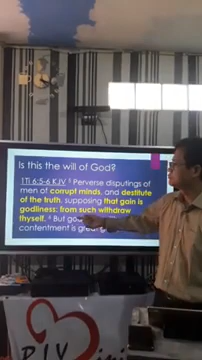 Is this the will of God?
1Ti 6:5-6 KJV 5 Perverse disputings
of men of corrupt minds, and destitute
of the truth, supposing that gain is
godliness: from such withdraw
thyself. 6 But
contentment is great